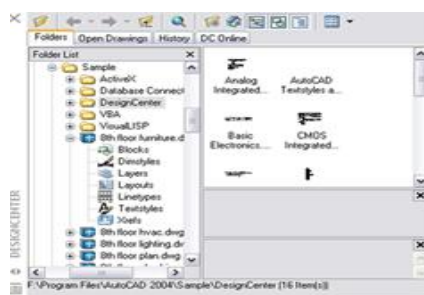 Folders Open Drawings History DC Online
Folder List
Sample
ActiveX
Database Connect
DesignCenter
VBA
VisualLISP
8th floor furniture.d
Blocks
Dimstyles
Layers
Layouts
Linetypes
Textstyles
Xrefs
8th floor hvac.dwg
8th floor lighting.dv
8th floor plan.dwg
Analog Integrated...
AutoCAD Textstyles a...
Basic Electronics...
CMOS Integrated...
DESIGNCENTER
F:\Program Files\AutoCAD 2004\Sample\DesignCenter (16 Item(s))